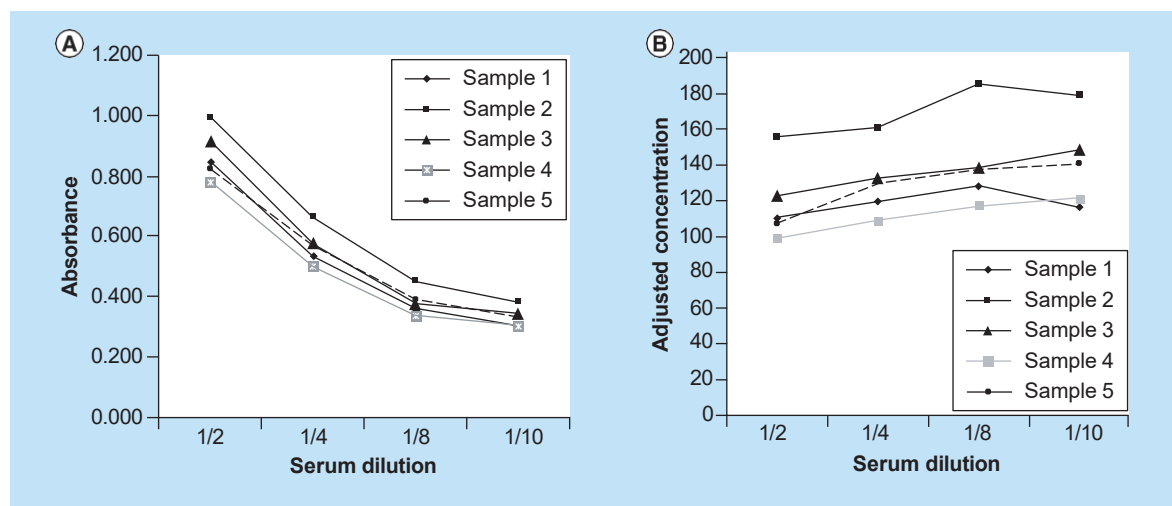 A
1.200
1.000
0.800
0.600
0.400
0.200
0.000
Absorbance
Sample 1
Sample 2
Sample 3
Sample 4
Sample 5
1/2 1/4 1/8 1/10
Serum dilution
B
200
180
160
140
120
100
80
60
40
20
0
Adjusted concentration
Sample 1
Sample 2
Sample 3
Sample 4
Sample 5
1/2 1/4 1/8 1/10
Serum dilution